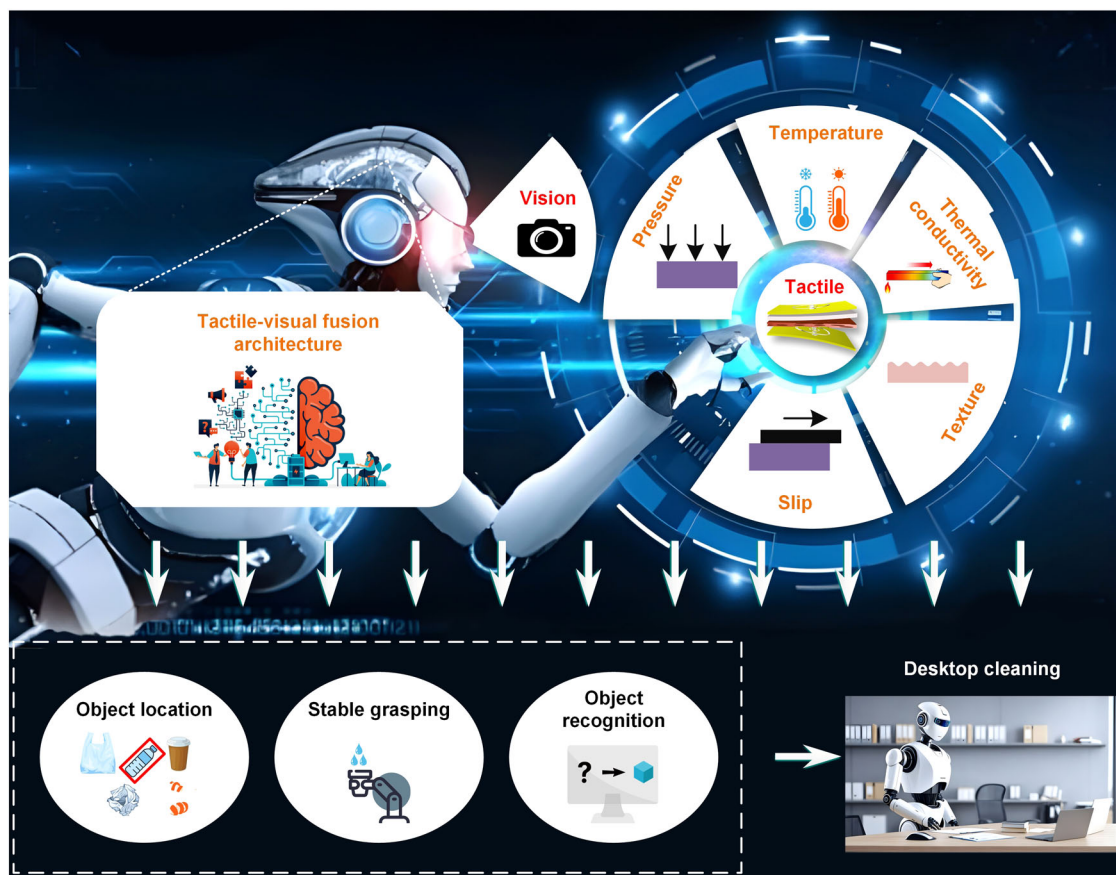 Temperature
Vision
Pressure
Thermal
conductivity
Tactile
Tactile-visual fusion
architecture
Texture
Slip
Desktop cleaning
Object location
Stable grasping
Object
recognition
?
?